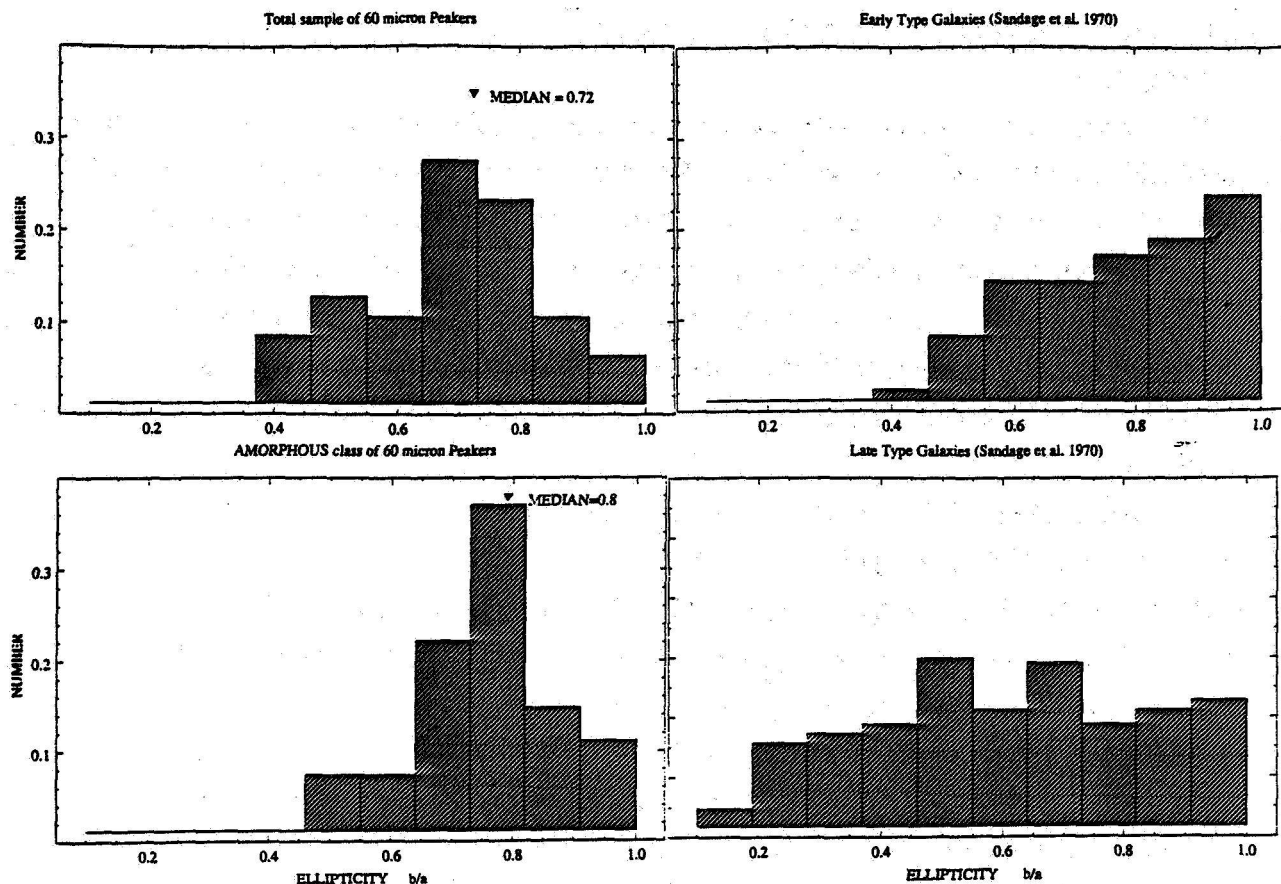 Total sample of 60 micron Peakers
MEDIAN = 0.72
NUMBER
0.3
0.2
0.1
0.2 0.4 0.6 0.8 1.0
Early Type Galaxies (Sandage et al. 1970)
0.2 0.4 0.6 0.8 1.0
AMORPHOUS class of 60 micron Peakers
MEDIAN=0.8
NUMBER
0.3
0.2
0.1
0.2 0.4 0.6 0.8 1.0
ELLIPTICITY b/a
Late Type Galaxies (Sandage et al. 1970)
0.2 0.4 0.6 0.8 1.0
ELLIPTICITY b/a